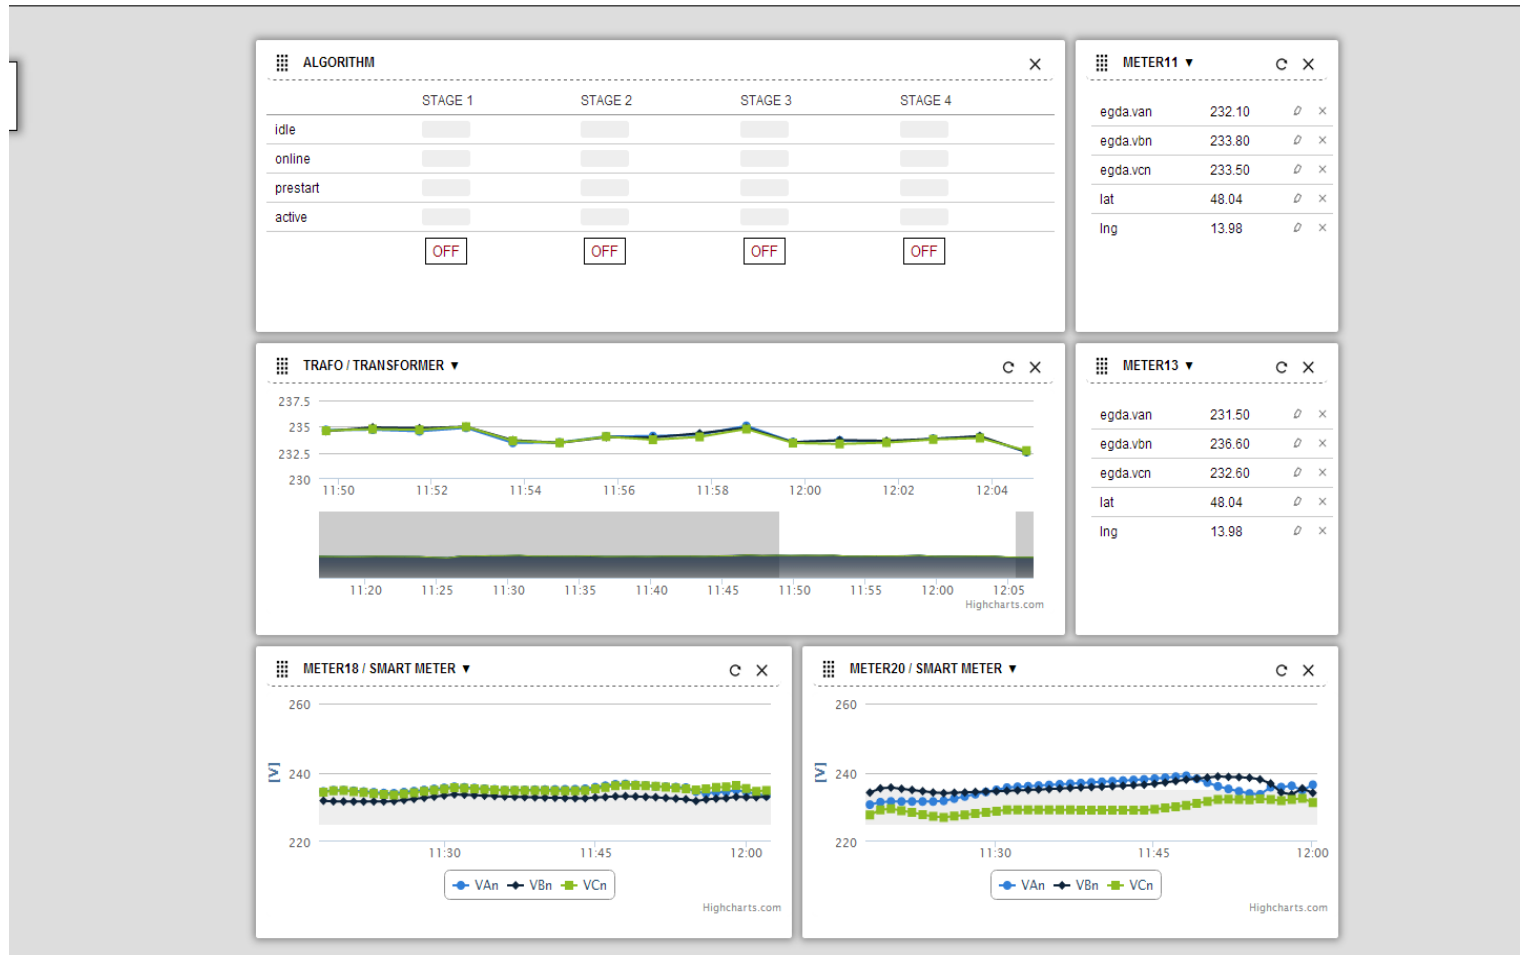 ALGORITHM
STAGE 1 STAGE 2 STAGE 3 STAGE 4
idle
online
prestart
active
OFF OFF OFF OFF
METER11 ▼
egda.van 232.10
egda.vbn 233.80
egda.vcn 233.50
lat 48.04
lng 13.98
TRAFO / TRANSFORMER ▼
237.5
235
232.5
230
11:50 11:52 11:54 11:56 11:58 12:00 12:02 12:04
11:20 11:25 11:30 11:35 11:40 11:45 11:50 11:55 12:00 12:05
Highcharts.com
METER13 ▼
egda.van 231.50
egda.vbn 236.60
egda.vcn 232.60
lat 48.04
lng 13.98
METER18 / SMART METER ▼
260
[V] 240
220
11:30 11:45 12:00
VAn VBn VCn
Highcharts.com
METER20 / SMART METER ▼
260
[V] 240
220
11:30 11:45 12:00
VAn VBn VCn
Highcharts.com